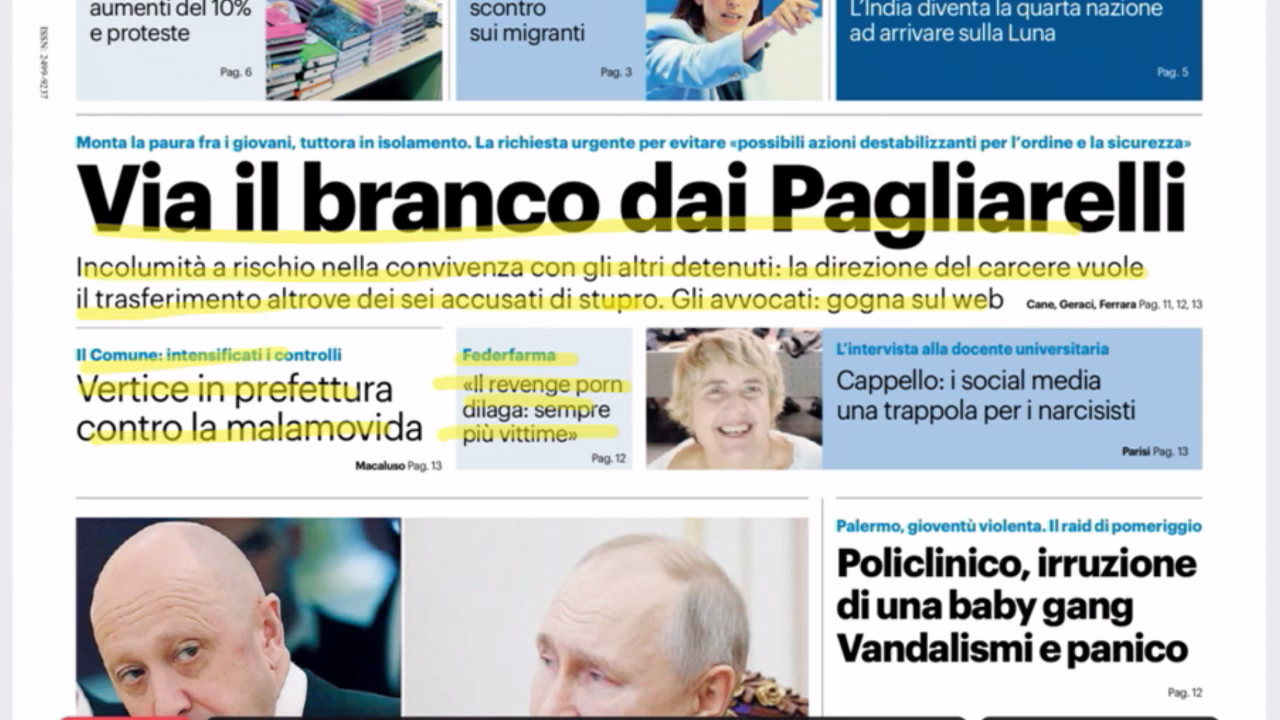 aumenti del 10%
e proteste
Pag. 6
scontro
sui migranti
Pag. 3
L'India diventa la quarta nazione
ad arrivare sulla Luna
Pag. 5
ISSN: 2499-9237
Monta la paura fra i giovani, tuttora in isolamento. La richiesta urgente per evitare «possibili azioni destabilizzanti per l'ordine e la sicurezza»
Via il branco dai Pagliarelli
Incolumità a rischio nella convivenza con gli altri detenuti: la direzione del carcere vuole
il trasferimento altrove dei sei accusati di stupro. Gli avvocati: gogna sul web
Cane, Geraci, Ferrara Pag. 11, 12, 13
Il Comune: intensificati i controlli
Vertice in prefettura
contro la malamovida
Macaluso Pag. 13
Federfarma
«Il revenge porn
dilaga: sempre
più vittime»
Pag. 12
L'intervista alla docente universitaria
Cappello: i social media
una trappola per i narcisisti
Parisi Pag. 13
Palermo, gioventù violenta. Il raid di pomeriggio
Policlinico, irruzione
di una baby gang
Vandalismi e panico
Pag. 12